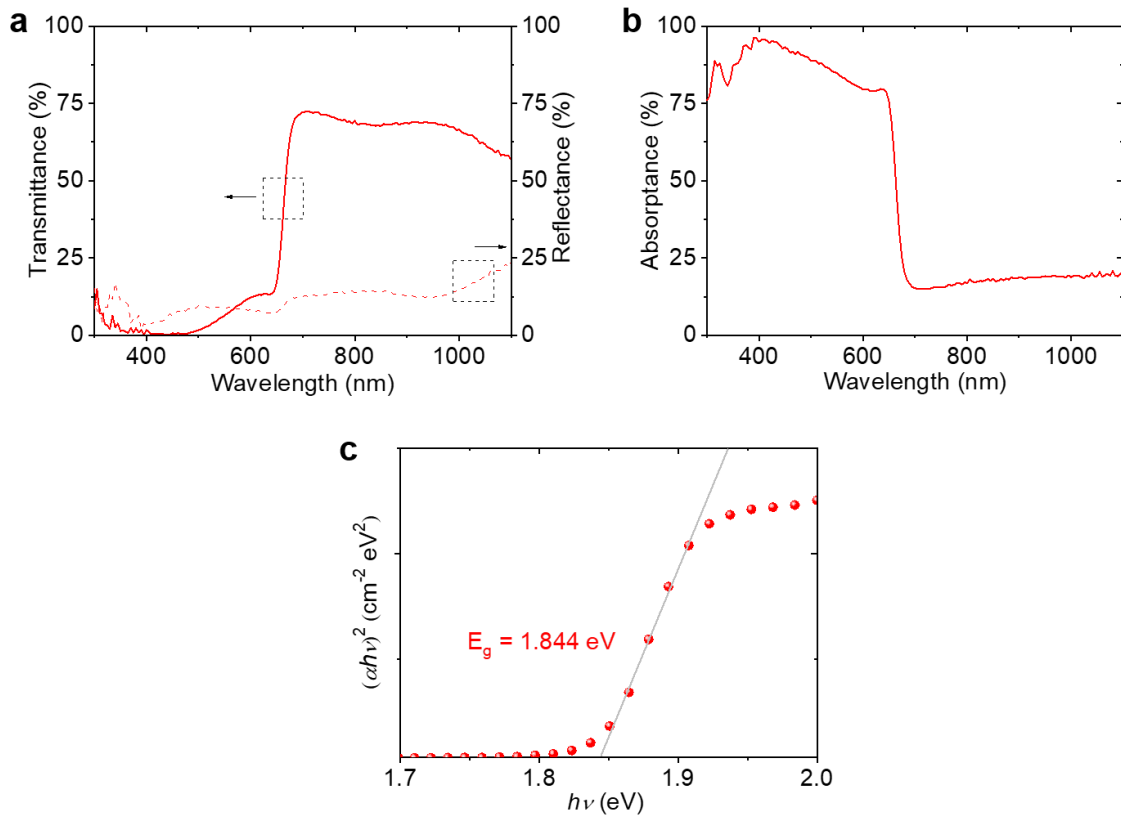 a
100
75
50
25
0
Transmittance (%)
400
600
800
1000
Wavelength (nm)
100
75
50
25
0
Reflectance (%)
b
100
75
50
25
0
Absorptance (%)
400
600
800
1000
Wavelength (nm)
c
(αhν)² (cm⁻² eV²)
E_g = 1.844 eV
1.7
1.8
1.9
2.0
hν (eV)